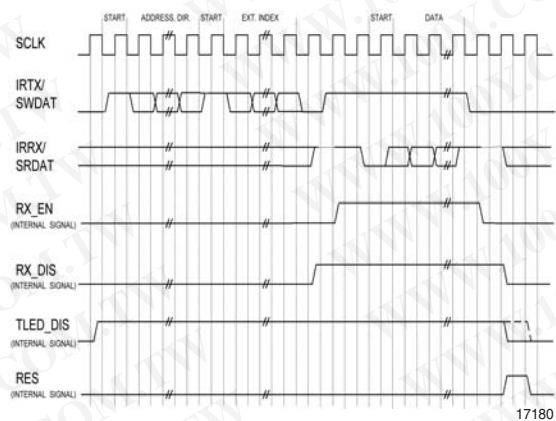 START ADDRESS, DIR. START EXT. INDEX START DATA
SCLK
IRTX/
SWDAT
IRRX/
SRDAT
RX_EN
(INTERNAL SIGNAL)
RX_DIS
(INTERNAL SIGNAL)
TLED_DIS
(INTERNAL SIGNAL)
RES
(INTERNAL SIGNAL)
17180